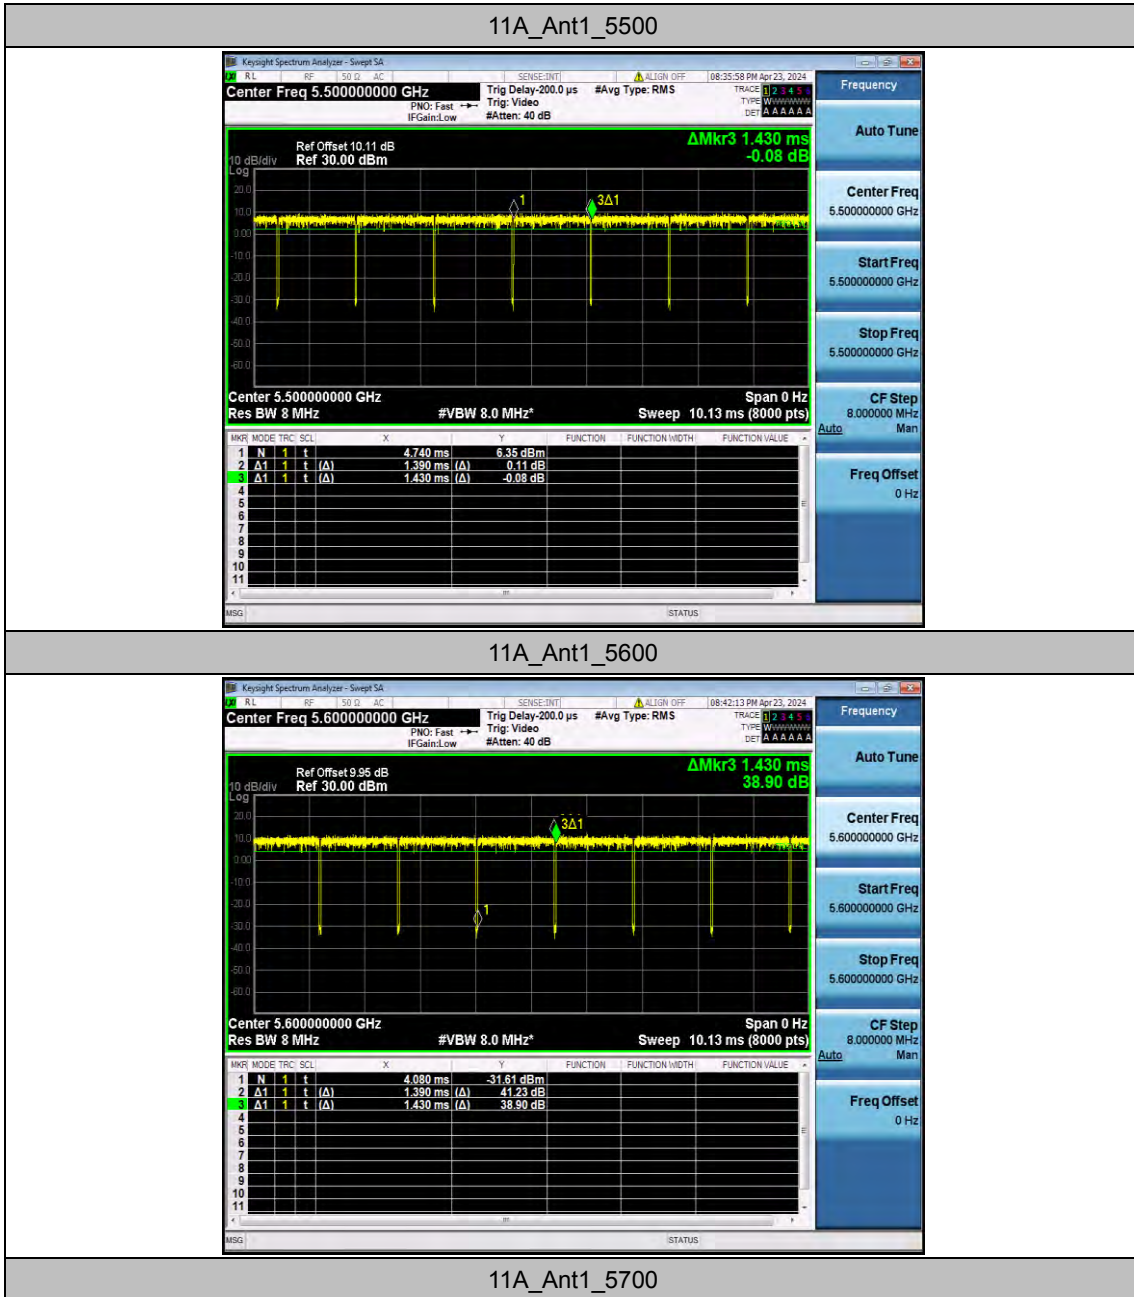 11A_Ant1_5500
Keysight Spectrum Analyzer - Swept SA
RL RF 50 Ω AC SENSE:INT ALIGN OFF 08:35:58 PM Apr 23, 2024
Center Freq 5.500000000 GHz Trig Delay-200.0 µs #Avg Type: RMS TRACE 1 2 3 4 5 6
PNO: Fast Trig: Video TYPE W
IFGain:Low #Atten: 40 dB DET A A A A A A
Frequency
Auto Tune
ΔMkr3 1.430 ms
-0.08 dB
Ref Offset 10.11 dB
10 dB/div Ref 30.00 dBm
Log
20.0
10.0
0.00
-10.0
-20.0
-30.0
-40.0
-50.0
-60.0
1
3Δ1
Center 5.500000000 GHz Span 0 Hz
Res BW 8 MHz #VBW 8.0 MHz* Sweep 10.13 ms (8000 pts)
MKR MODE TRC SCL X Y FUNCTION FUNCTION WIDTH FUNCTION VALUE
1 N 1 t 4.740 ms 6.35 dBm
2 Δ1 1 t (Δ) 1.390 ms (Δ) 0.11 dB
3 Δ1 1 t (Δ) 1.430 ms (Δ) -0.08 dB
4
5
6
7
8
9
10
11
MSG STATUS
Center Freq
5.500000000 GHz
Start Freq
5.500000000 GHz
Stop Freq
5.500000000 GHz
CF Step
8.000000 MHz
Auto Man
Freq Offset
0 Hz
11A_Ant1_5600
Keysight Spectrum Analyzer - Swept SA
RL RF 50 Ω AC SENSE:INT ALIGN OFF 08:42:13 PM Apr 23, 2024
Center Freq 5.600000000 GHz Trig Delay-200.0 µs #Avg Type: RMS TRACE 1 2 3 4 5 6
PNO: Fast Trig: Video TYPE W
IFGain:Low #Atten: 40 dB DET A A A A A A
Frequency
Auto Tune
ΔMkr3 1.430 ms
38.90 dB
Ref Offset 9.95 dB
10 dB/div Ref 30.00 dBm
Log
20.0
10.0
0.00
-10.0
-20.0
-30.0
-40.0
-50.0
-60.0
3Δ1
1
Center 5.600000000 GHz Span 0 Hz
Res BW 8 MHz #VBW 8.0 MHz* Sweep 10.13 ms (8000 pts)
MKR MODE TRC SCL X Y FUNCTION FUNCTION WIDTH FUNCTION VALUE
1 N 1 t 4.080 ms -31.61 dBm
2 Δ1 1 t (Δ) 1.390 ms (Δ) 41.23 dB
3 Δ1 1 t (Δ) 1.430 ms (Δ) 38.90 dB
4
5
6
7
8
9
10
11
MSG STATUS
Center Freq
5.600000000 GHz
Start Freq
5.600000000 GHz
Stop Freq
5.600000000 GHz
CF Step
8.000000 MHz
Auto Man
Freq Offset
0 Hz
11A_Ant1_5700